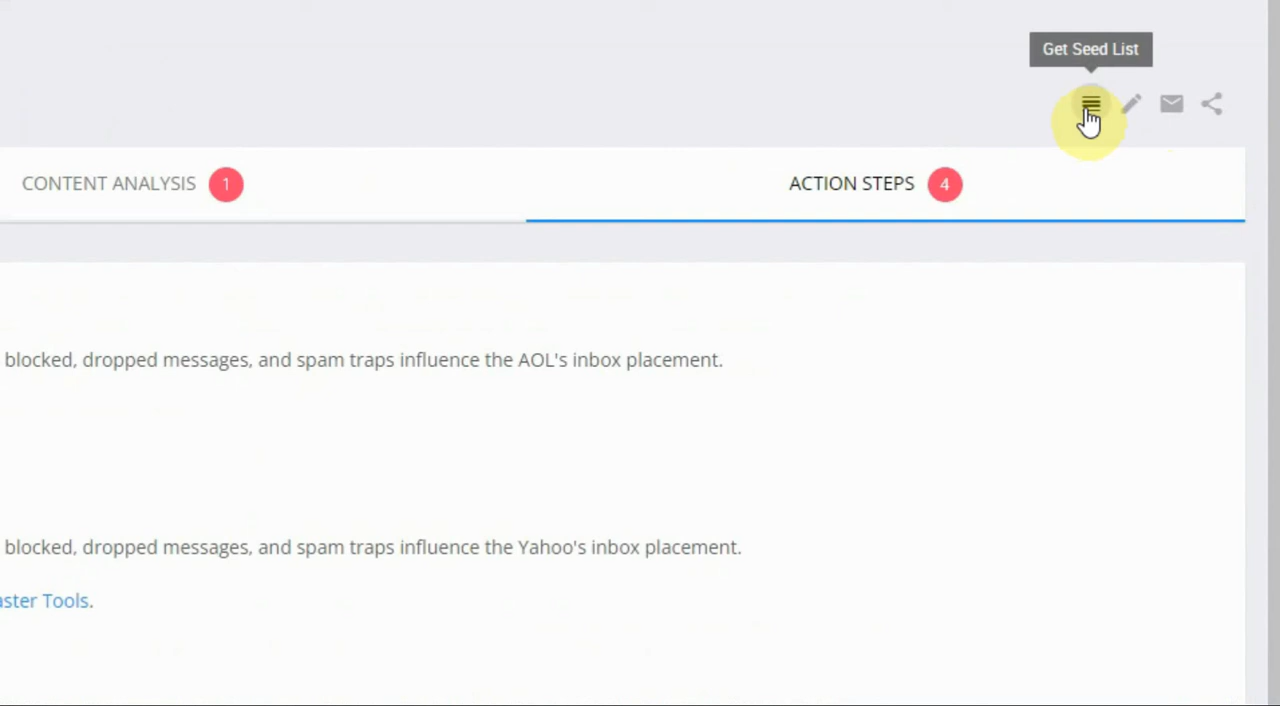 Get Seed List
CONTENT ANALYSIS 1
ACTION STEPS 4
blocked, dropped messages, and spam traps influence the AOL's inbox placement.
blocked, dropped messages, and spam traps influence the Yahoo's inbox placement.
aster Tools.